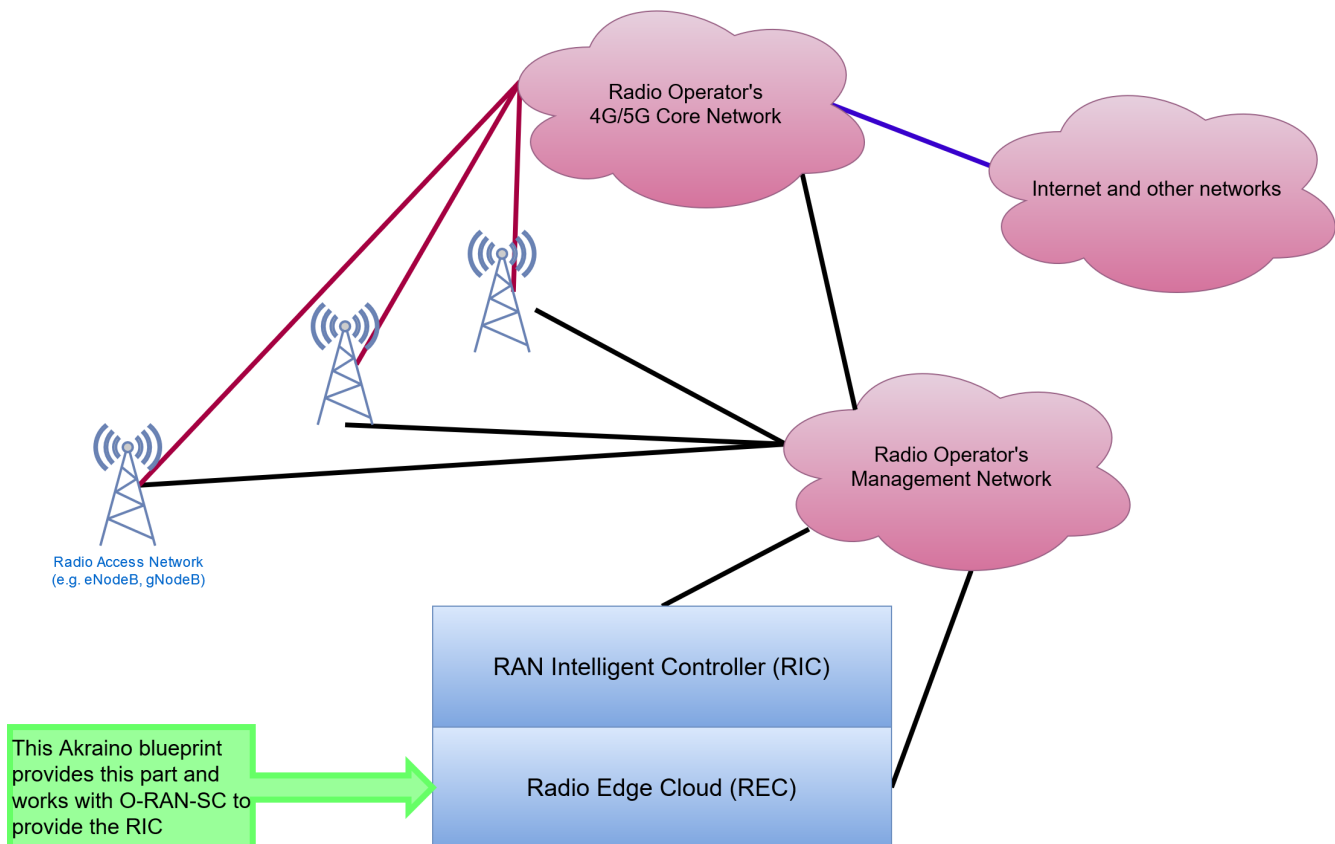 Radio Operator's
4G/5G Core Network
Internet and other networks
Radio Operator's
Management Network
Radio Access Network
(e.g. eNodeB, gNodeB)
RAN Intelligent Controller (RIC)
This Akraino blueprint
provides this part and
works with O-RAN-SC to
provide the RIC
Radio Edge Cloud (REC)